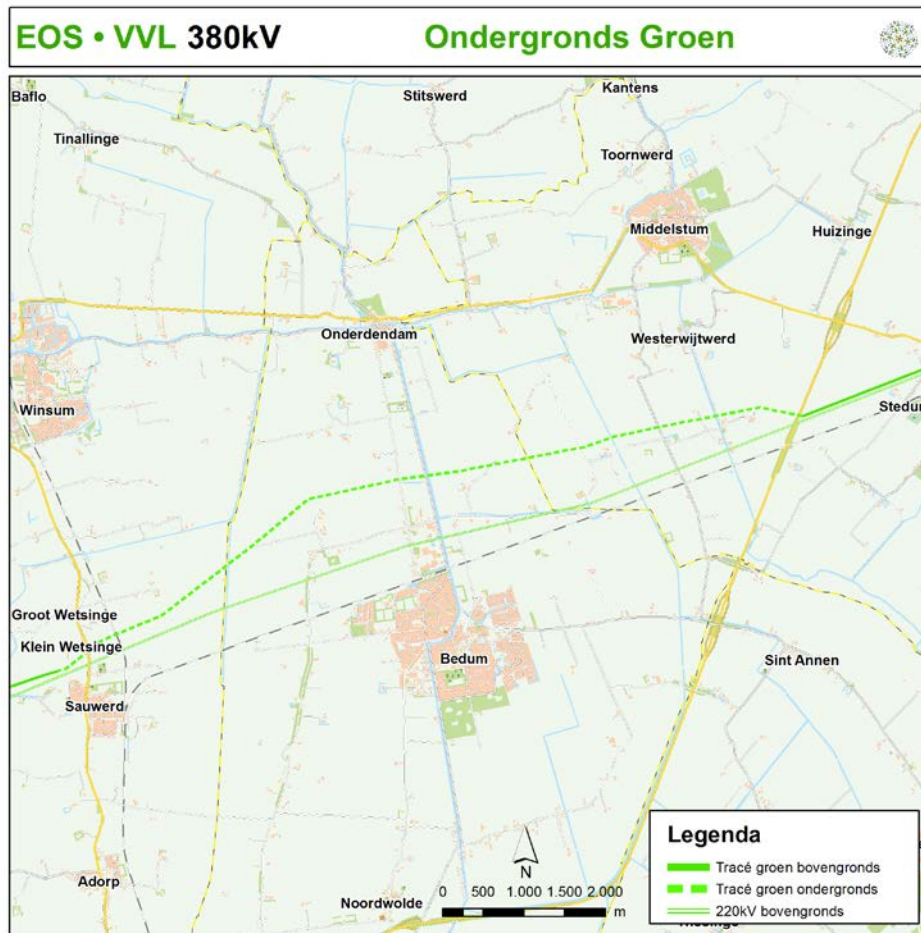 EOS • VVL 380kV Ondergronds Groen
Baflo
Stitswerd
Kantens
Tinallinge
Toornwerd
Middelstum
Huizinge
Onderdendam
Westerwijtwerd
Winsum
Groot Wetsinge
Klein Wetsinge
Bedum
Sint Annen
Sauwerd
Adorp
Noordwolde
N
0 500 1.000 1.500 2.000
m
Legenda
Tracé groen bovengronds
Tracé groen ondergronds
220kV bovengronds